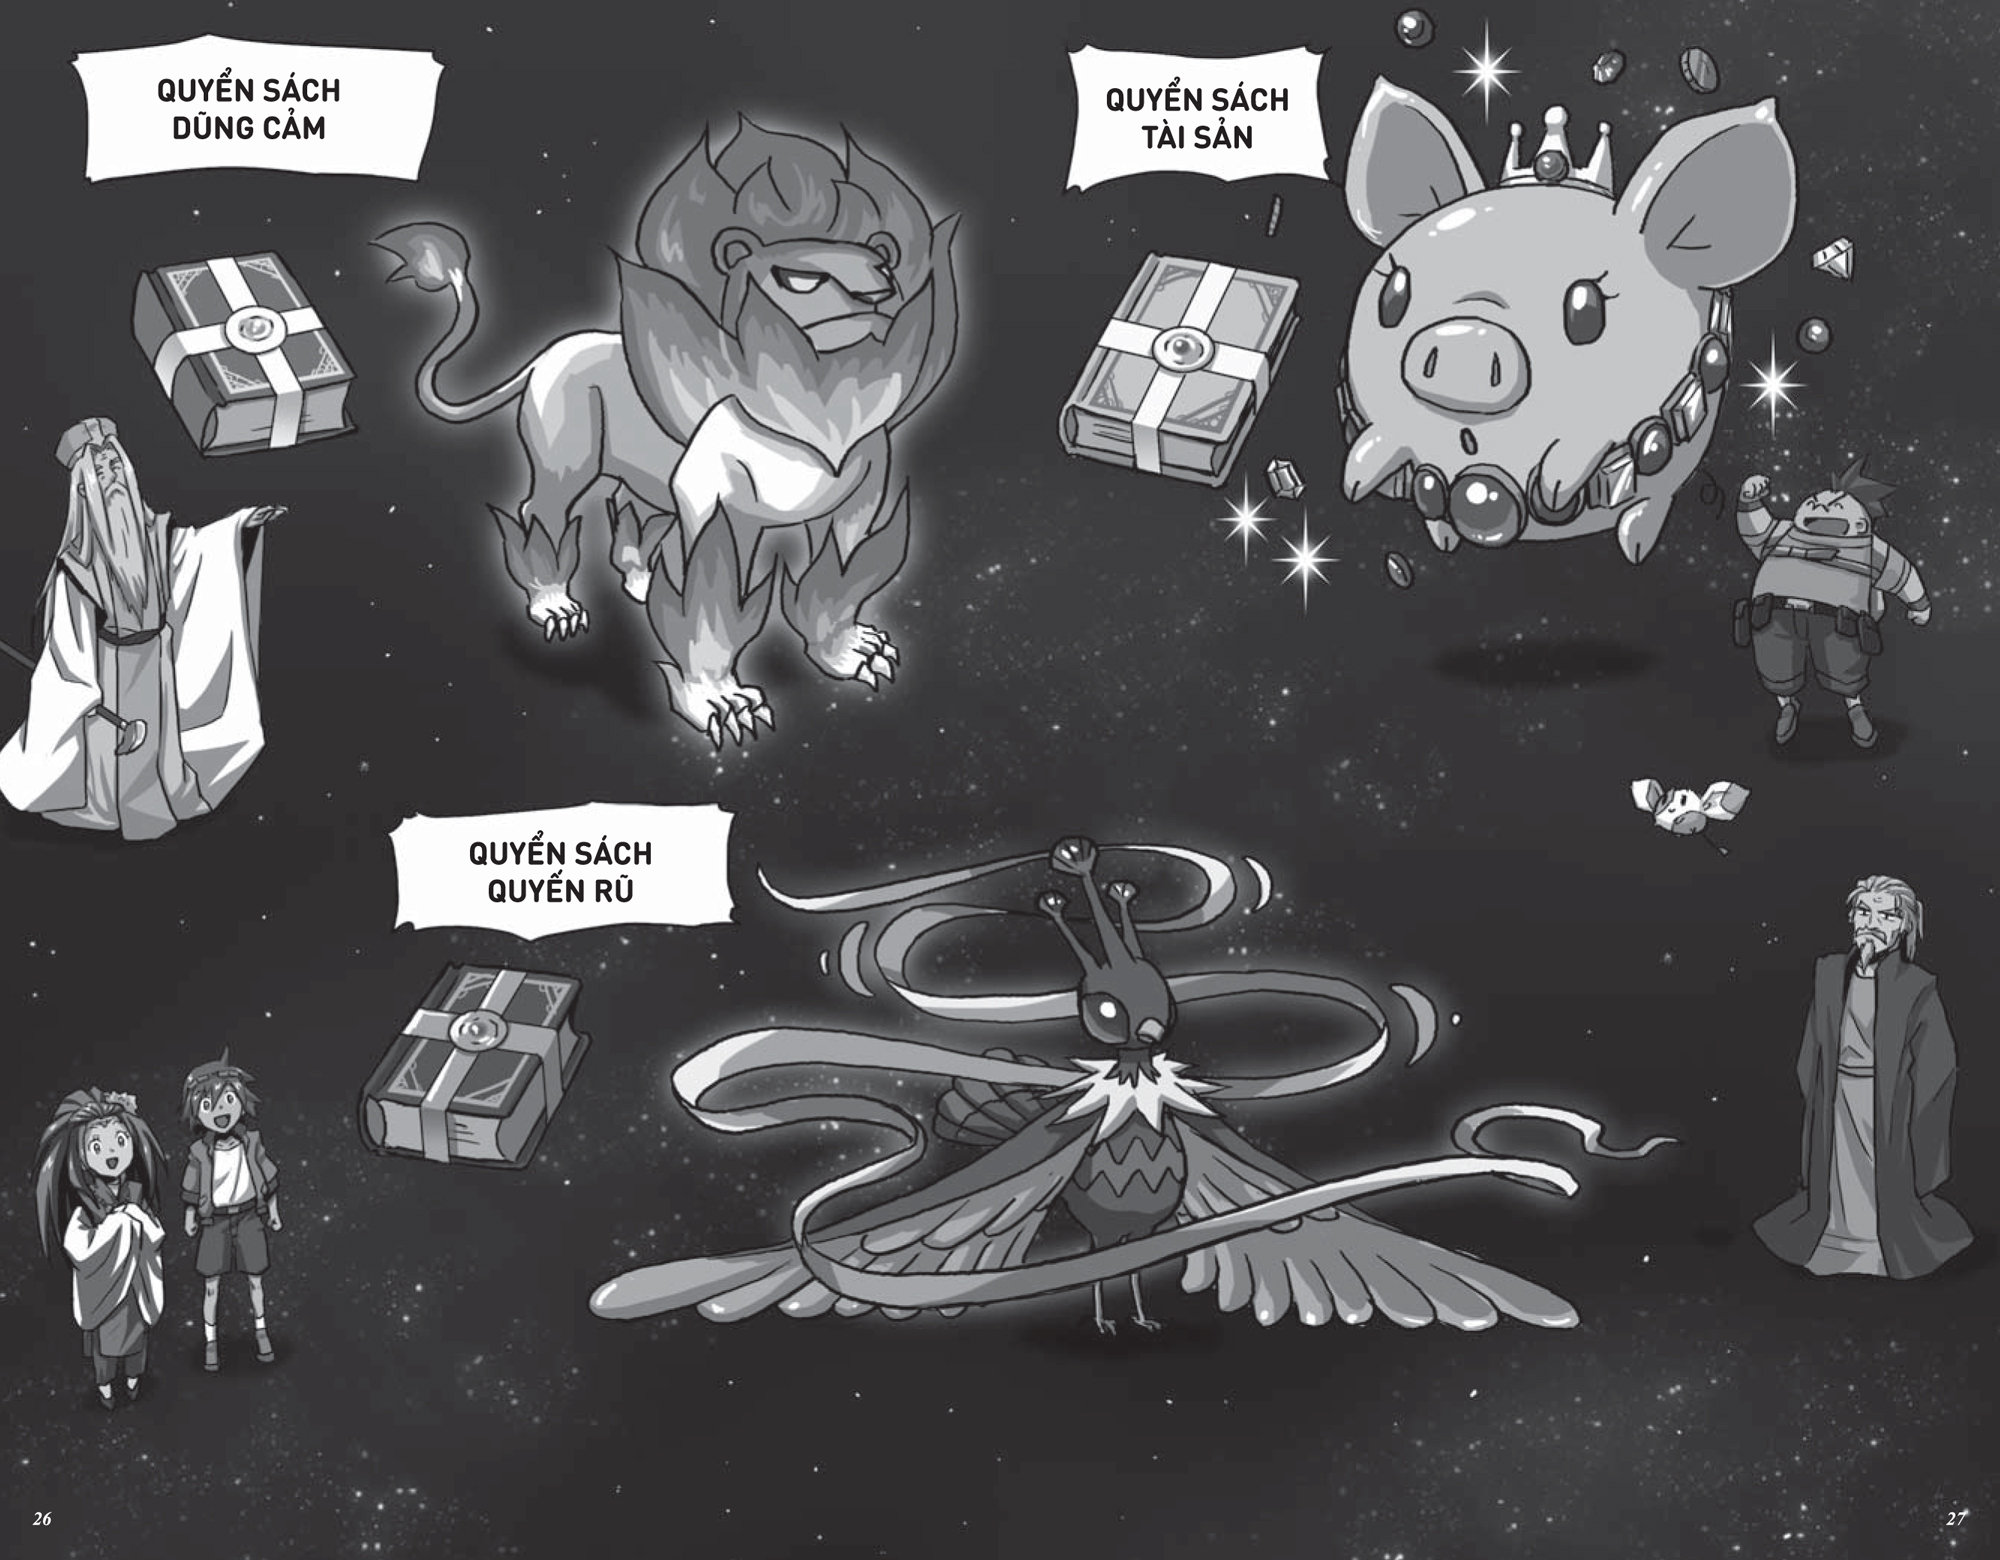 QUYỂN SÁCH
DŨNG CẢM
QUYỂN SÁCH
TÀI SẢN
QUYỂN SÁCH
QUYẾN RŨ
26
27